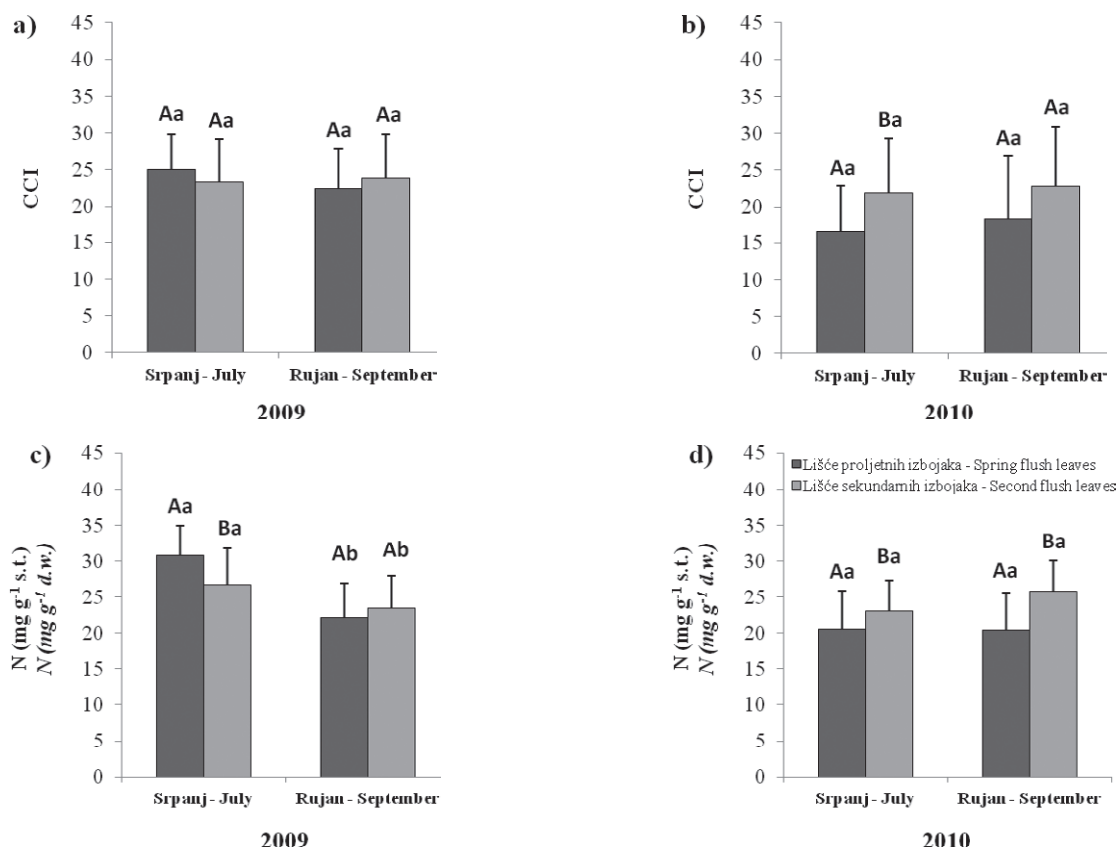 a)
45
40
35
30
25
20
15
10
5
0
CCI
Aa
Aa
Aa
Aa
Srpanj - July
Rujan - September
2009
b)
45
40
35
30
25
20
15
10
5
0
CCI
Aa
Ba
Aa
Aa
Srpanj - July
Rujan - September
2010
c)
45
40
35
30
25
20
15
10
5
0
N (mg g⁻¹ s.t.)
N (mg g⁻¹ d.w.)
Aa
Ba
Ab
Ab
Srpanj - July
Rujan - September
2009
d)
45
40
35
30
25
20
15
10
5
0
N (mg g⁻¹ s.t.)
N (mg g⁻¹ d.w.)
Lišće proljetnih izbojaka - Spring flush leaves
Lišće sekundarnih izbojaka - Second flush leaves
Aa
Ba
Aa
Ba
Srpanj - July
Rujan - September
2010